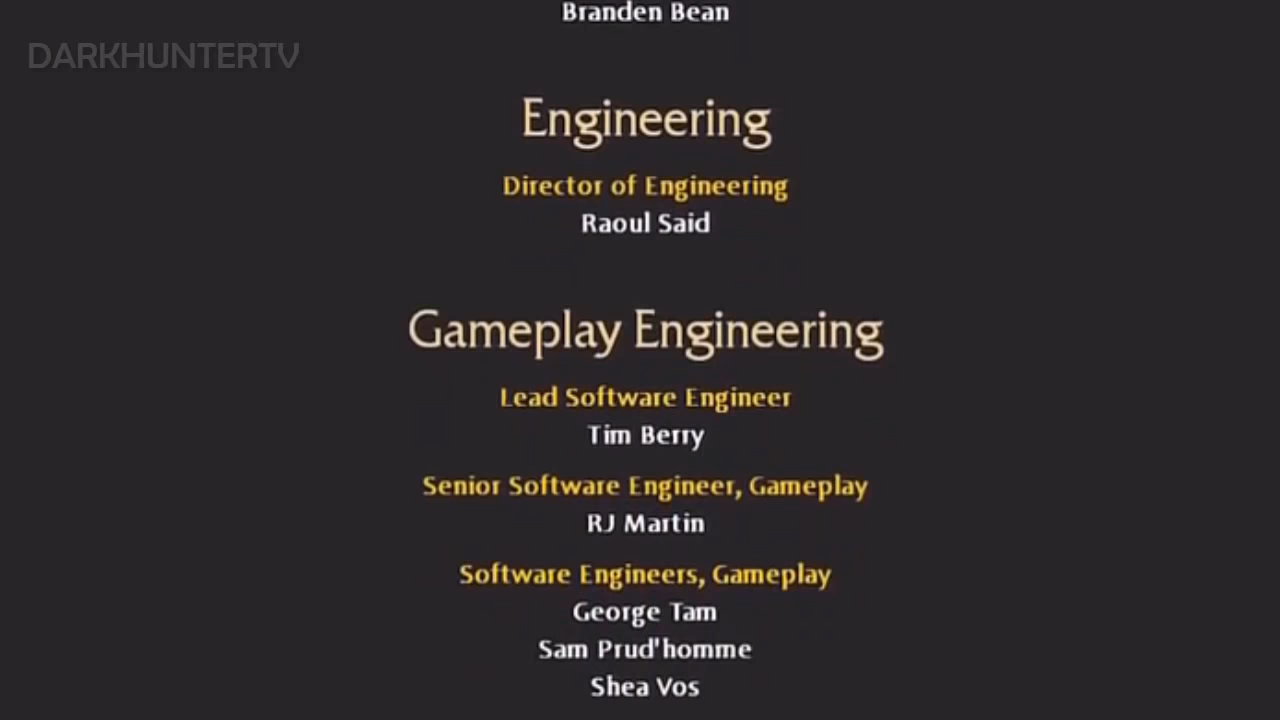 Branden Bean
DARKHUNTERTV
Engineering
Director of Engineering
Raoul Said
Gameplay Engineering
Lead Software Engineer
Tim Berry
Senior Software Engineer, Gameplay
RJ Martin
Software Engineers, Gameplay
George Tam
Sam Prud'homme
Shea Vos